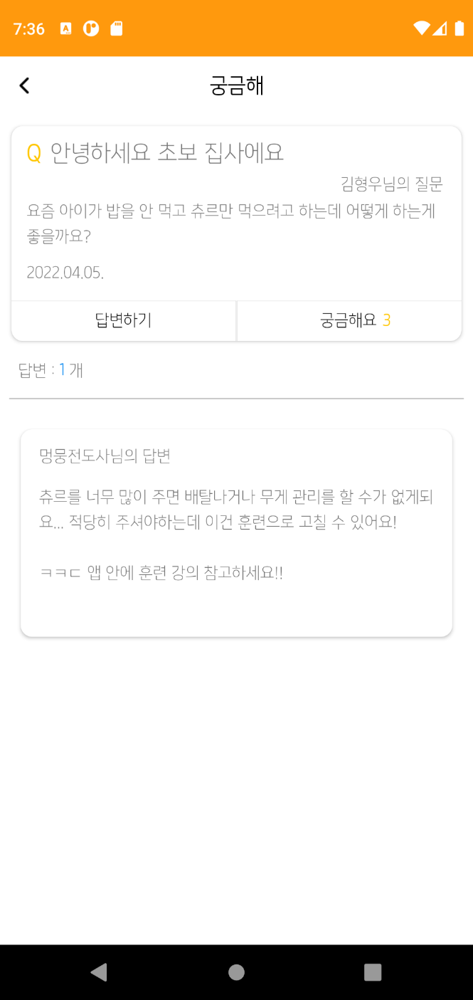 7:36
궁금해
Q 안녕하세요 초보 집사에요
김형우님의 질문
요즘 아이가 밥을 안 먹고 츄르만 먹으려고 하는데 어떻게 하는게
좋을까요?
2022.04.05.
답변하기
궁금해요 3
답변 : 1 개
멍뭉전도사님의 답변
츄르를 너무 많이 주면 배탈나거나 무게 관리를 할 수가 없게되
요... 적당히 주셔야하는데 이건 훈련으로 고칠 수 있어요!
ㅋㅋㄷ 앱 안에 훈련 강의 참고하세요!!